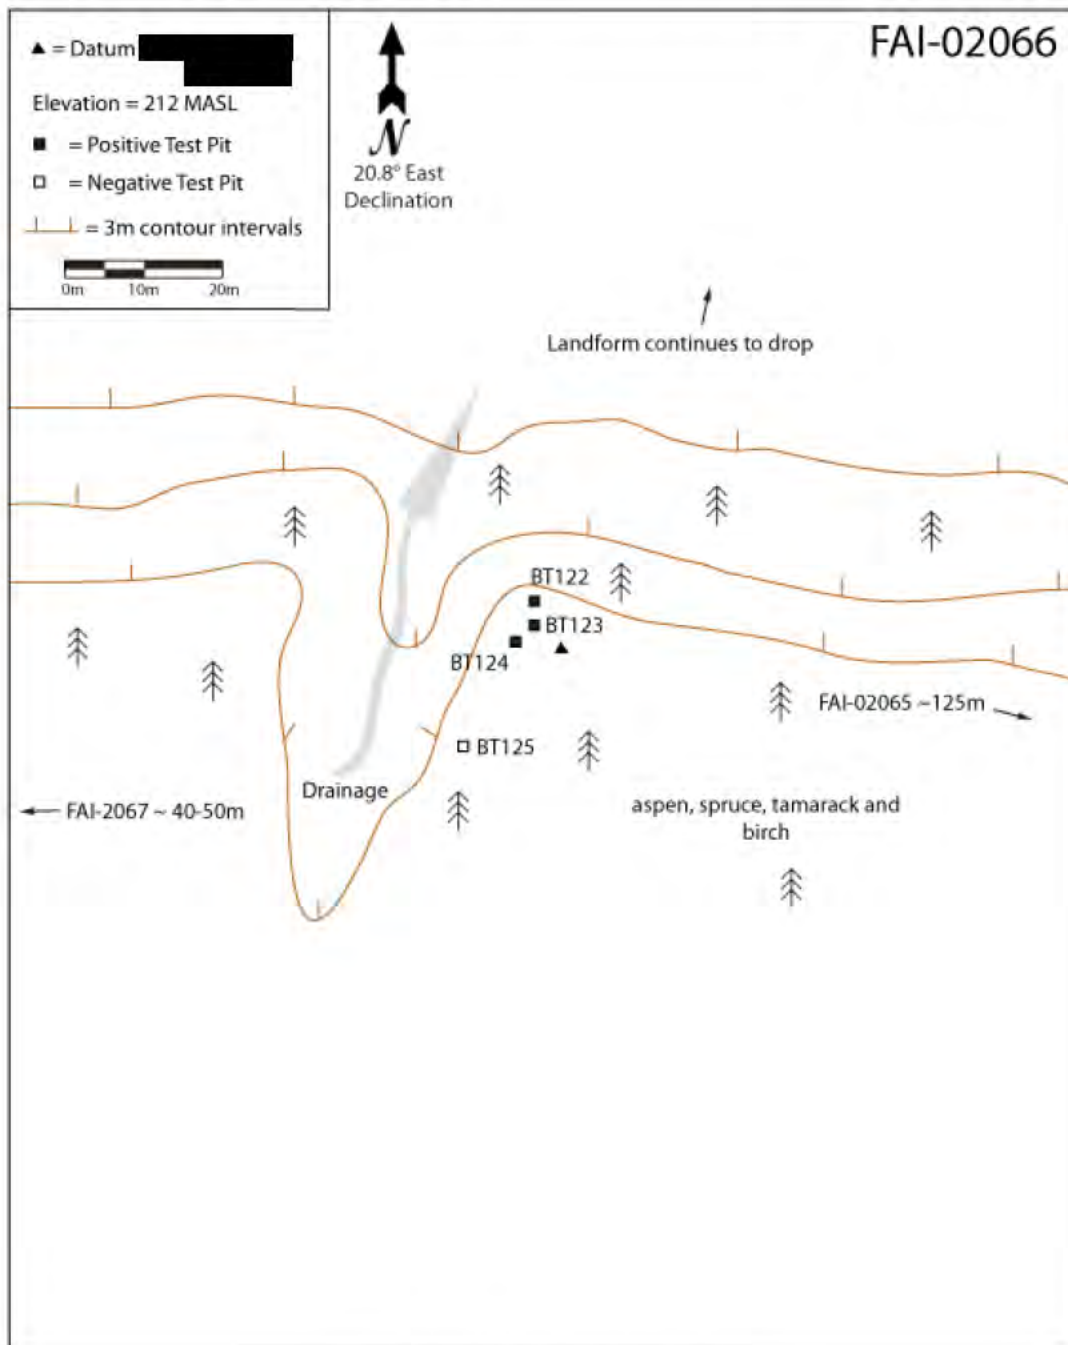 FAI-02066
▲ = Datum
Elevation = 212 MASL
■ = Positive Test Pit
□ = Negative Test Pit
= 3m contour intervals
0m 10m 20m
N
20.8° East
Declination
Landform continues to drop
BT122
BT123
BT124
FAI-02065 ~125m
BT125
Drainage
FAI-2067 ~ 40-50m
aspen, spruce, tamarack and
birch